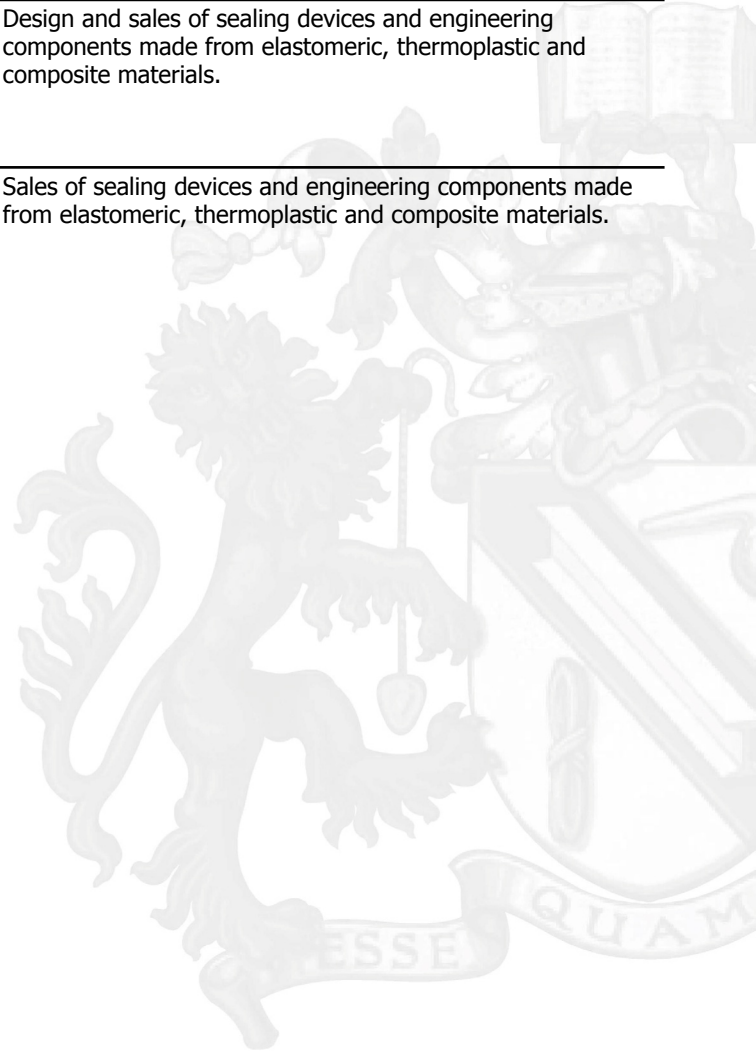 Design and sales of sealing devices and engineering
components made from elastomeric, thermoplastic and
composite materials.
Sales of sealing devices and engineering components made
from elastomeric, thermoplastic and composite materials.
ESSE
QUAM